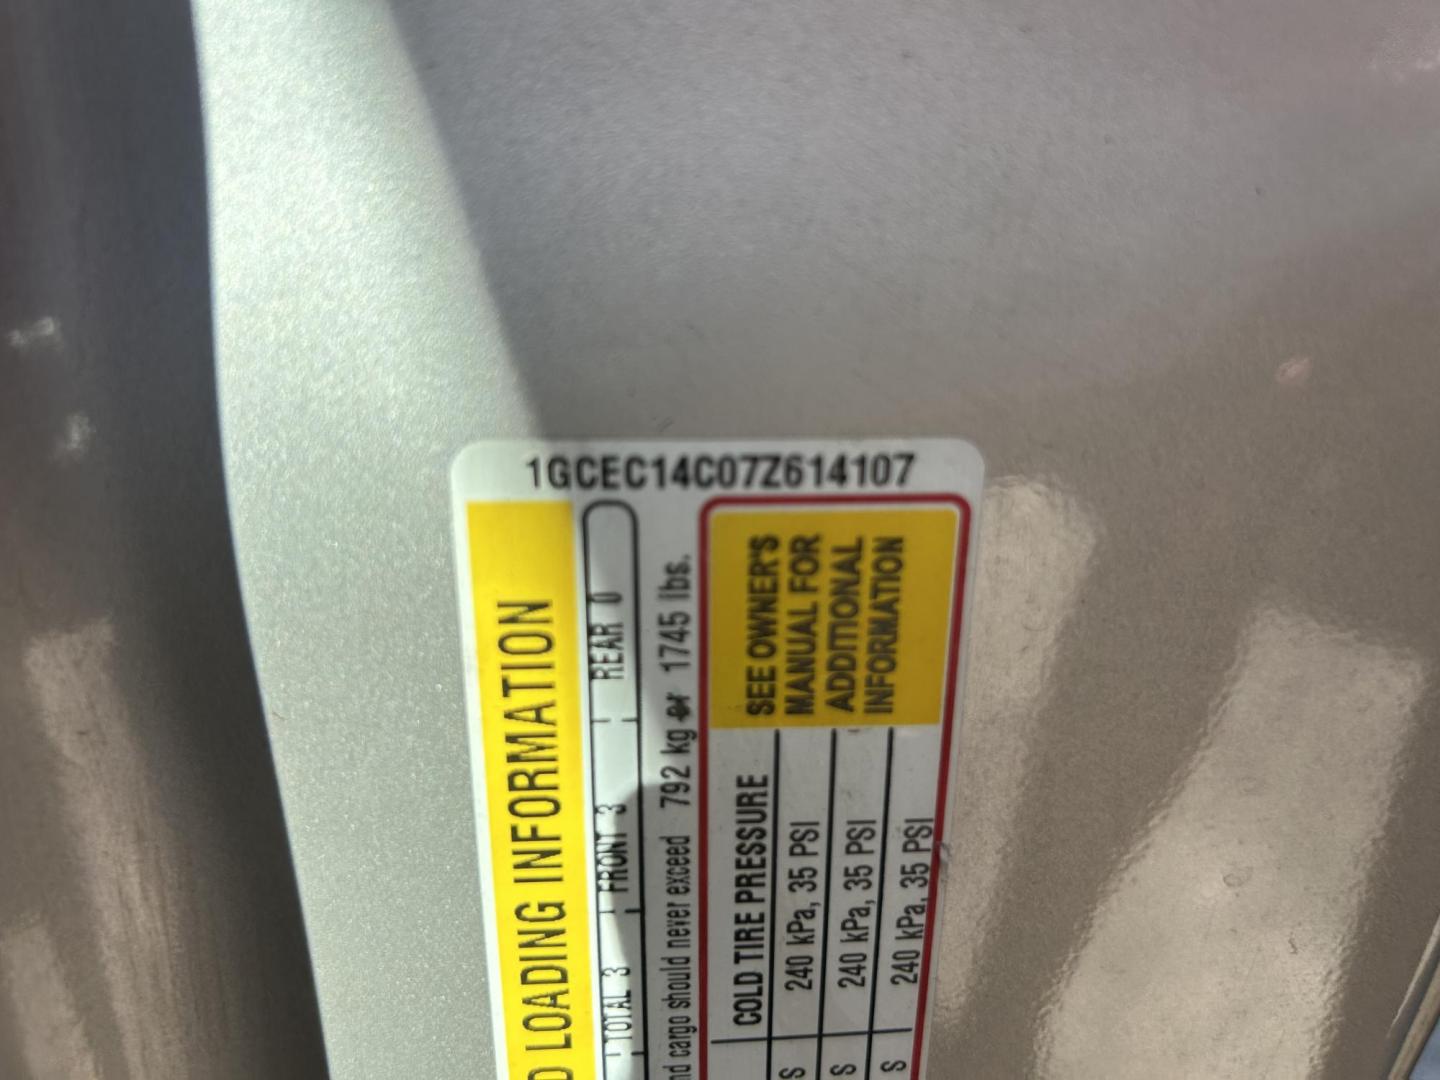 1GCEC14C07Z614107
D LOADING INFORMATION
TOTAL 3 FRONT 3 REAR 0
nd cargo should never exceed 792 kg or 1745 lbs.
COLD TIRE PRESSURE
S 240 kPa, 35 PSI
S 240 kPa, 35 PSI
S 240 kPa, 35 PSI
SEE OWNER'S
MANUAL FOR
ADDITIONAL
INFORMATION